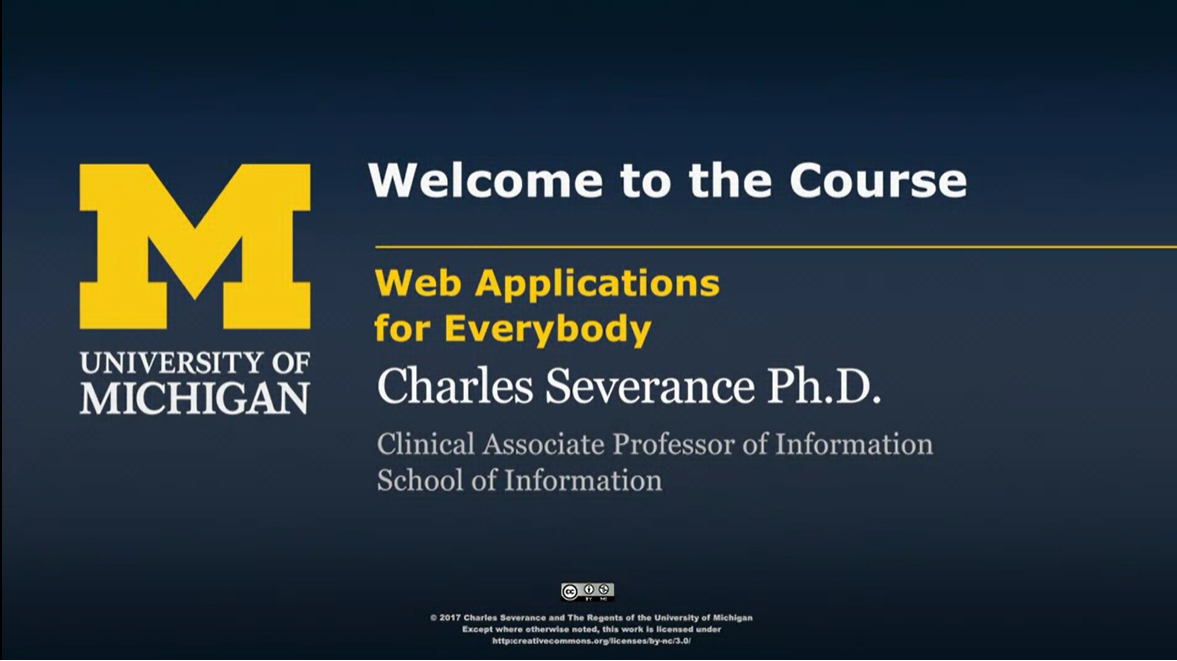 M
UNIVERSITY OF
MICHIGAN
Welcome to the Course
Web Applications
for Everybody
Charles Severance Ph.D.
Clinical Associate Professor of Information
School of Information
cc
BY NC
© 2017 Charles Severance and The Regents of the University of Michigan
Except where otherwise noted, this work is licensed under
http:creativecommons.org/licenses/by-nc/3.0/